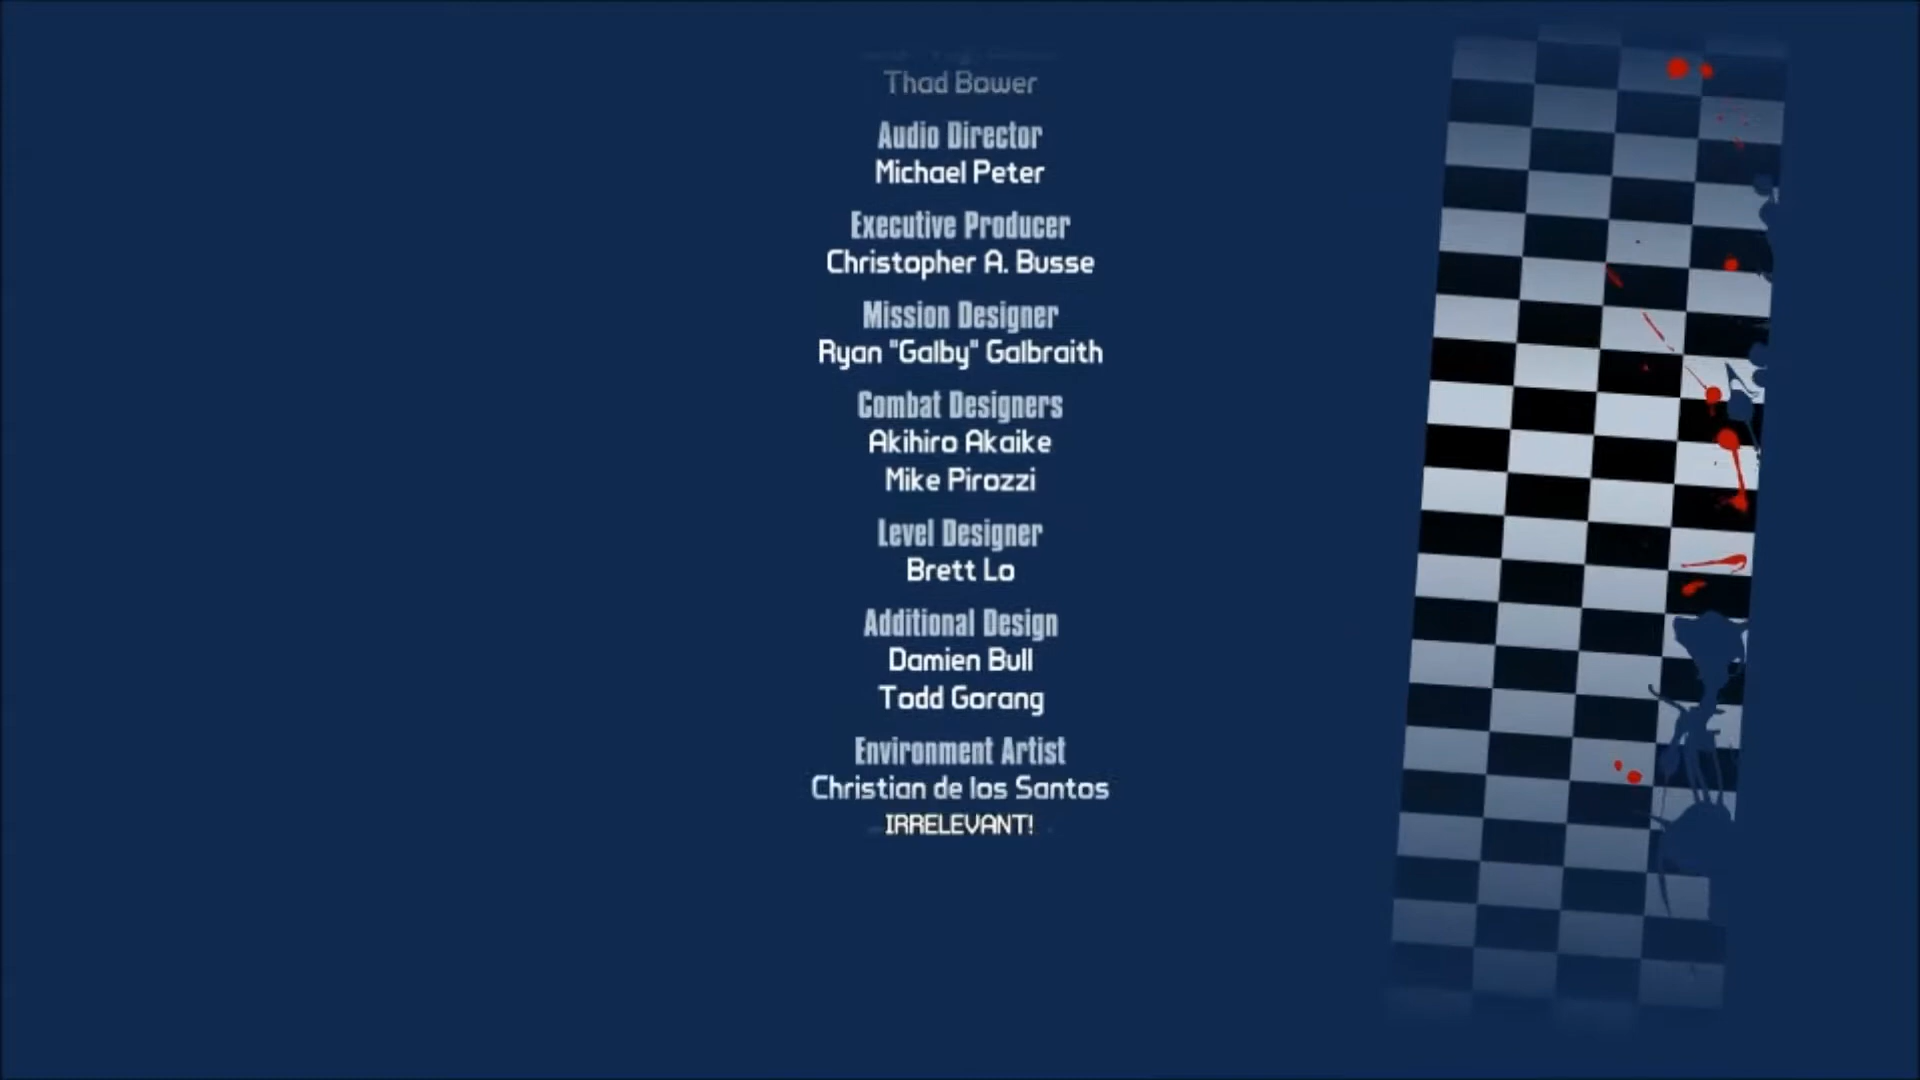 Thad Bower
Audio Director
Michael Peter
Executive Producer
Christopher A. Busse
Mission Designer
Ryan "Galby" Galbraith
Combat Designers
Akihiro Akaike
Mike Pirozzi
Level Designer
Brett Lo
Additional Design
Damien Bull
Todd Gorang
Environment Artist
Christian de los Santos
IRRELEVANT!